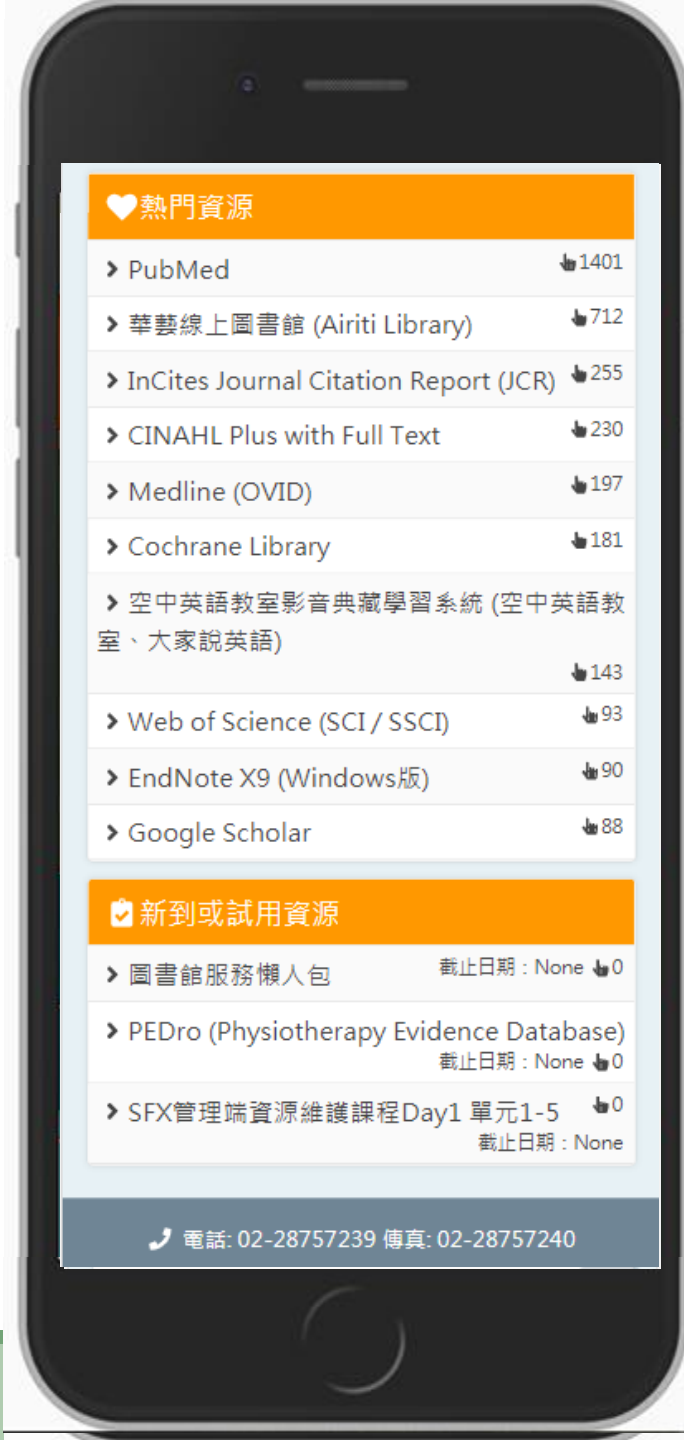 熱門資源
PubMed 1401
華藝線上圖書館 (Airiti Library) 712
InCites Journal Citation Report (JCR) 255
CINAHL Plus with Full Text 230
Medline (OVID) 197
Cochrane Library 181
空中英語教室影音典藏學習系統 (空中英語教
室、大家說英語)
143
Web of Science (SCI / SSCI) 93
EndNote X9 (Windows版) 90
Google Scholar 88
新到或試用資源
圖書館服務懶人包 截止日期：None 0
PEDro (Physiotherapy Evidence Database)
截止日期：None 0
SFX管理端資源維護課程Day1 單元1-5 0
截止日期：None
電話: 02-28757239 傳真: 02-28757240